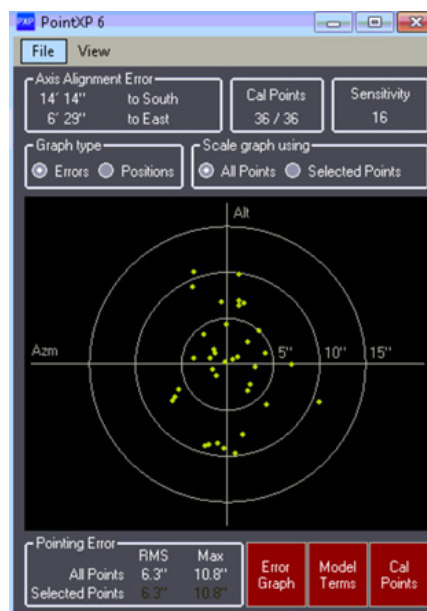 PXP PointXP 6
File View
Axis Alignment Error
14' 14" to South
6' 29" to East
Cal Points
36 / 36
Sensitivity
16
Graph type
Errors Positions
Scale graph using
All Points Selected Points
Alt
Azm
5" 10" 15"
Pointing Error
RMS Max
All Points 6.3" 10.8"
Selected Points 6.3" 10.8"
Error
Graph
Model
Terms
Cal
Points